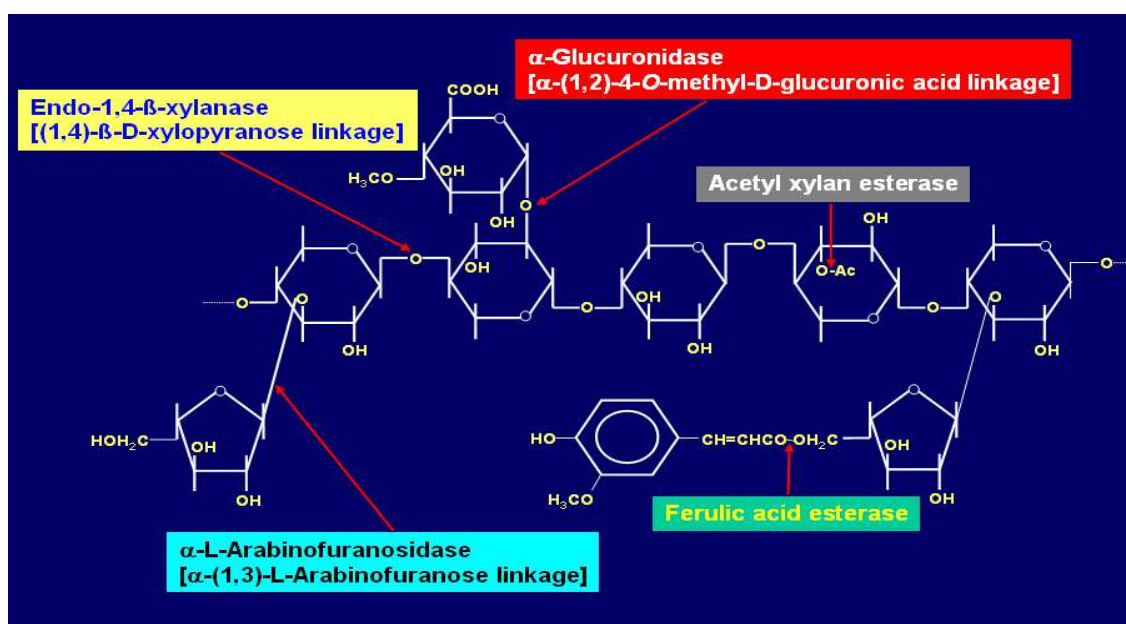 α-Glucuronidase
[α-(1,2)-4-O-methyl-D-glucuronic acid linkage]
Endo-1,4-ß-xylanase
[(1,4)-ß-D-xylopyranose linkage]
COOH
H₃CO
OH
OH
O
Acetyl xylan esterase
OH
OH
O
O
O-Ac
O
O
O
OH
O
OH
O
O
O
OH
OH
HOH₂C
OH
OH
HO
CH=CHCO-OH₂C
OH
H₃CO
OH
Ferulic acid esterase
α-L-Arabinofuranosidase
[α-(1,3)-L-Arabinofuranose linkage]